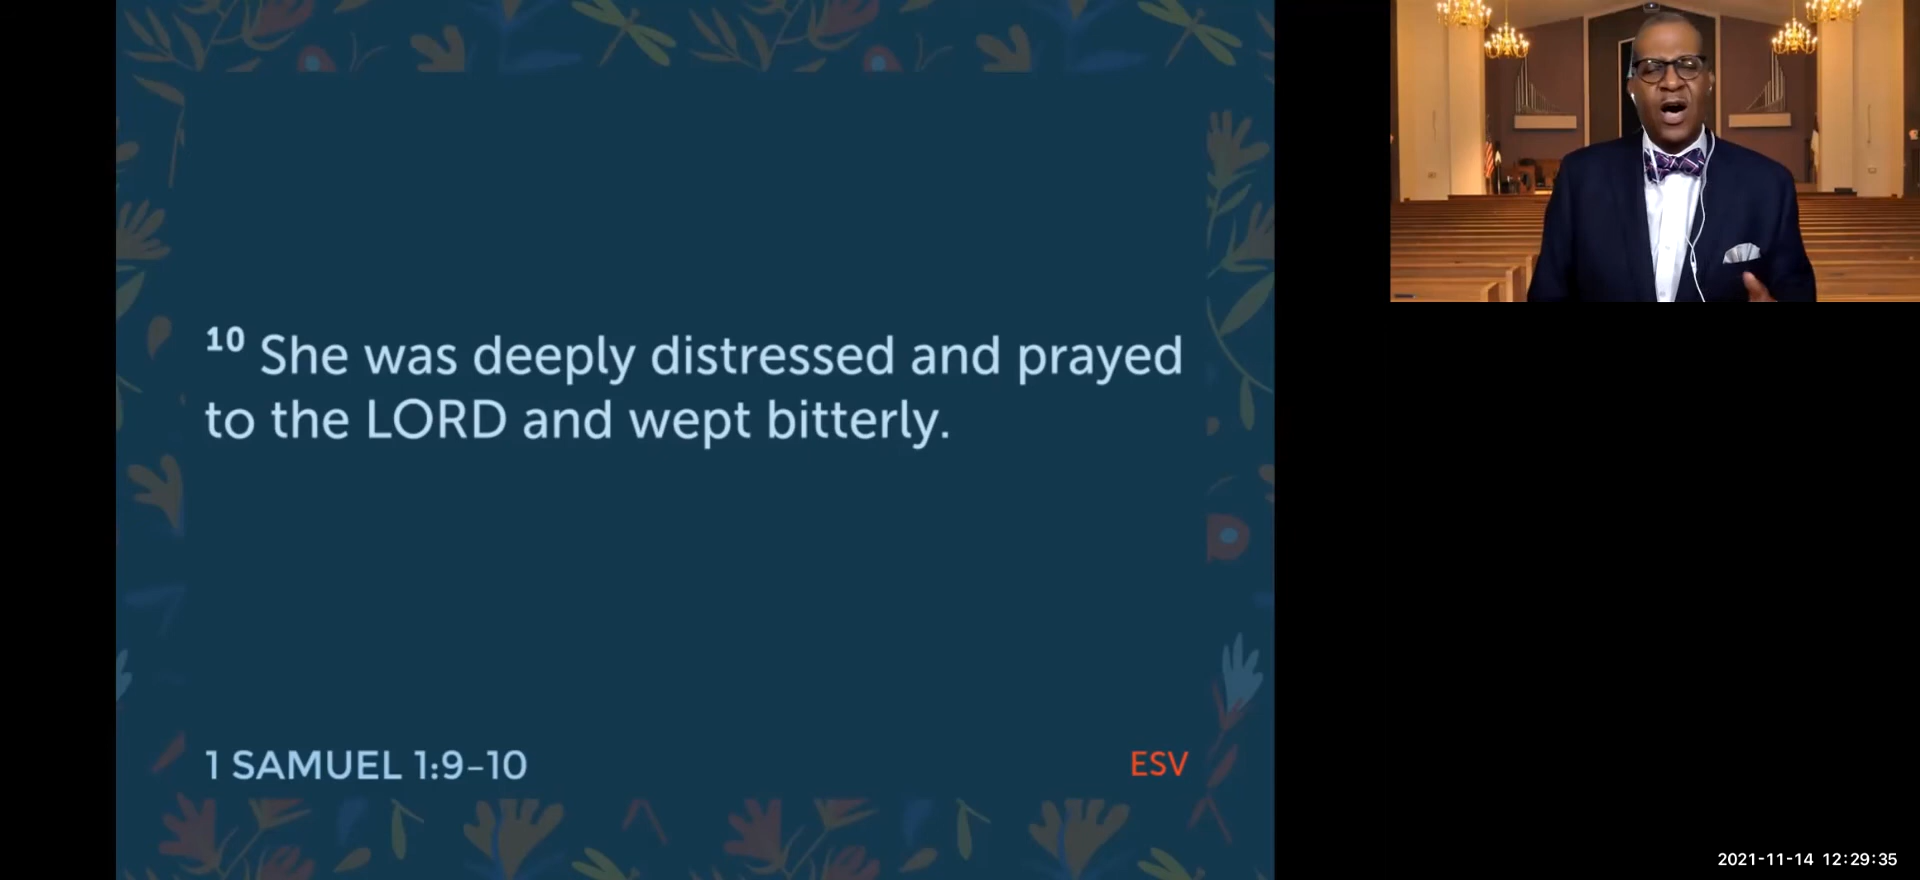 10 She was deeply distressed and prayed
to the LORD and wept bitterly.
1 SAMUEL 1:9–10
ESV
2021-11-14 12:29:35